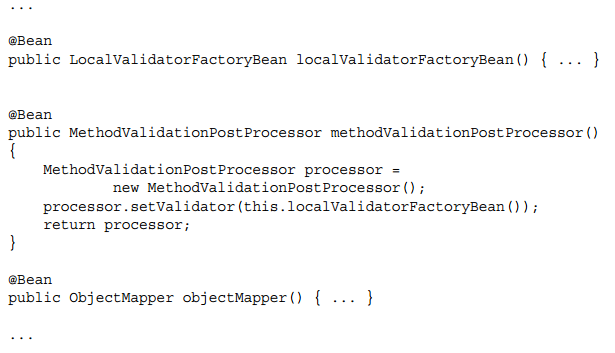 ...
@Bean
public LocalValidatorFactoryBean localValidatorFactoryBean() { ... }
@Bean
public MethodValidationPostProcessor methodValidationPostProcessor()
{
    MethodValidationPostProcessor processor =
            new MethodValidationPostProcessor();
    processor.setValidator(this.localValidatorFactoryBean());
    return processor;
}
@Bean
public ObjectMapper objectMapper() { ... }
...